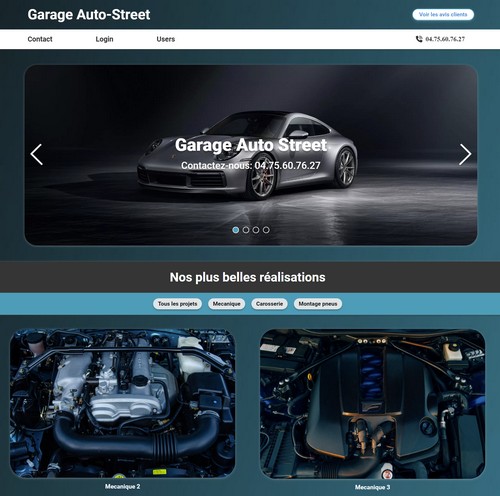 Garage Auto-Street
Voir les avis clients
Contact
Login
Users
04.75.60.76.27
Garage Auto Street
Contactez-nous: 04.75.60.76.27
Nos plus belles réalisations
Tous les projets
Mecanique
Carosserie
Montage pneus
Mecanique 2
Mecanique 3